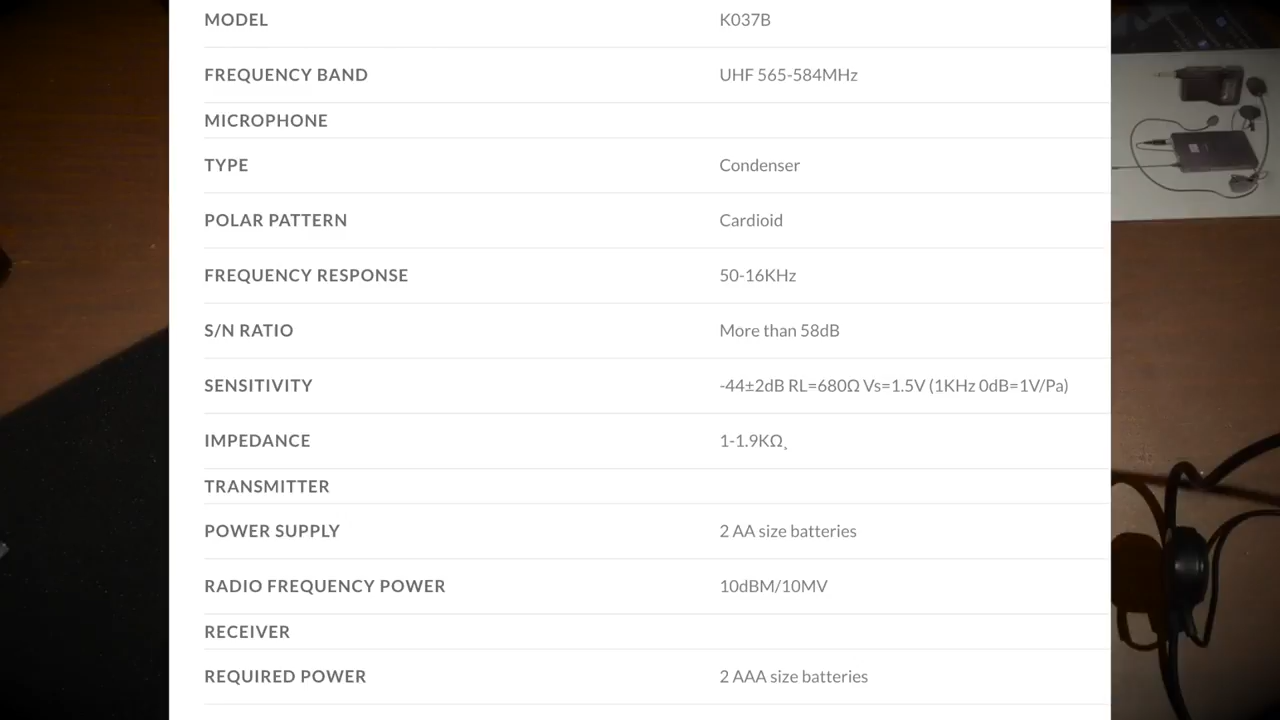 MODEL K037B
FREQUENCY BAND UHF 565-584MHz
MICROPHONE
TYPE Condenser
POLAR PATTERN Cardioid
FREQUENCY RESPONSE 50-16KHz
S/N RATIO More than 58dB
SENSITIVITY -44±2dB RL=680Ω Vs=1.5V (1KHz 0dB=1V/Pa)
IMPEDANCE 1-1.9KΩ¸
TRANSMITTER
POWER SUPPLY 2 AA size batteries
RADIO FREQUENCY POWER 10dBM/10MV
RECEIVER
REQUIRED POWER 2 AAA size batteries